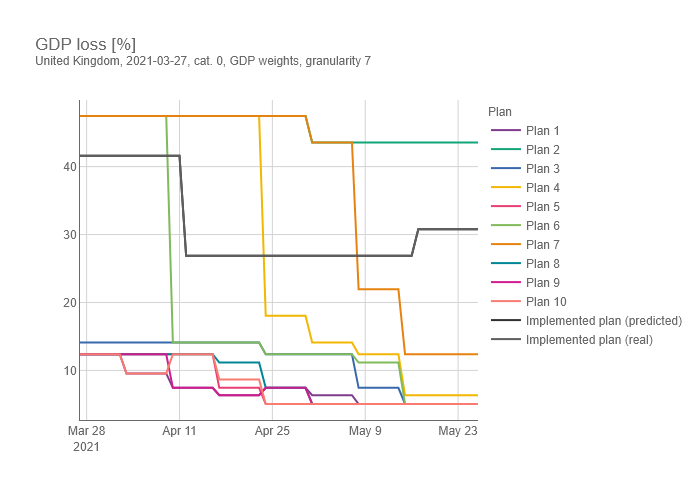 GDP loss [%]
United Kingdom, 2021-03-27, cat. 0, GDP weights, granularity 7
Plan
Plan 1
Plan 2
Plan 3
Plan 4
Plan 5
Plan 6
Plan 7
Plan 8
Plan 9
Plan 10
Implemented plan (predicted)
Implemented plan (real)
40
30
20
10
Mar 28 Apr 11 Apr 25 May 9 May 23
2021